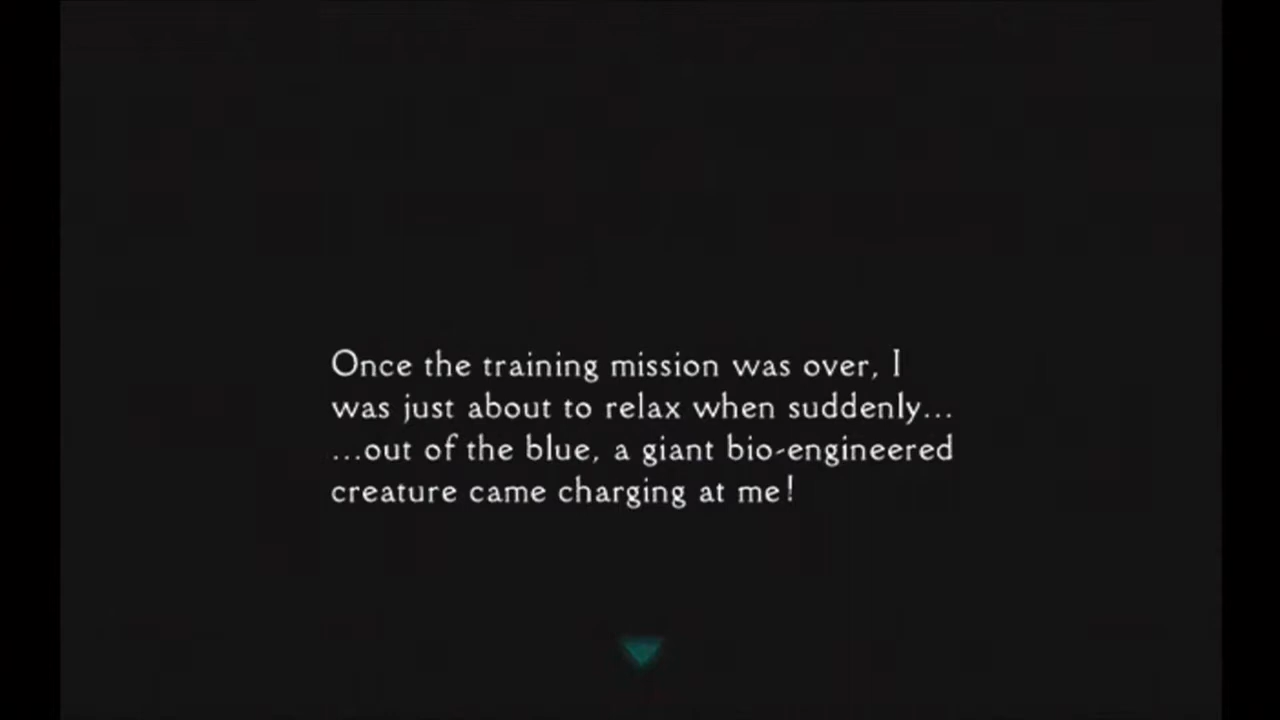 Once the training mission was over, I
was just about to relax when suddenly...
...out of the blue, a giant bio-engineered
creature came charging at me!